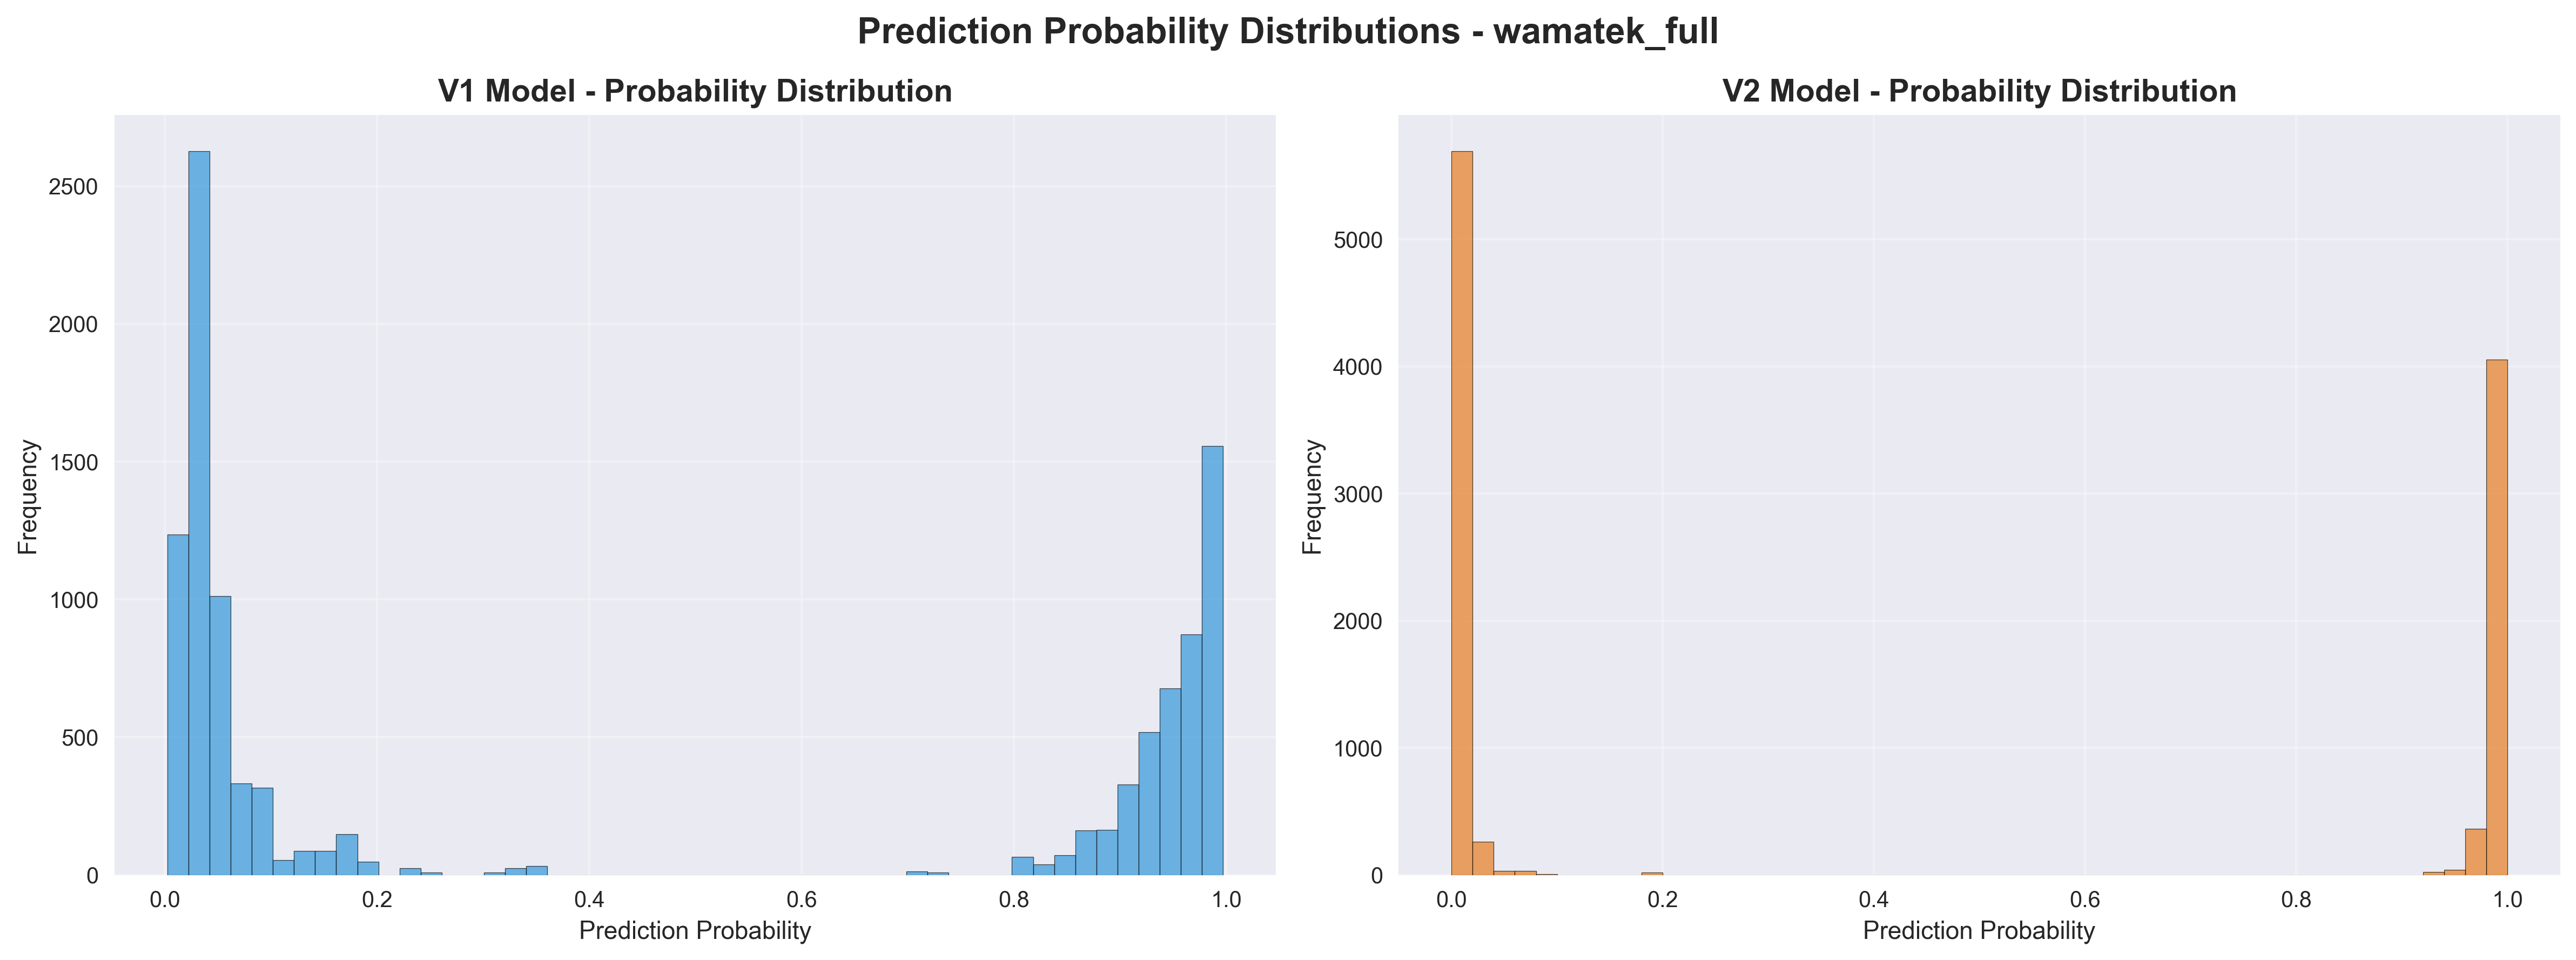 Prediction Probability Distributions - wamatek_full
V1 Model - Probability Distribution
Frequency
2500
2000
1500
1000
500
0
0.0 0.2 0.4 0.6 0.8 1.0
Prediction Probability
V2 Model - Probability Distribution
Frequency
5000
4000
3000
2000
1000
0
0.0 0.2 0.4 0.6 0.8 1.0
Prediction Probability